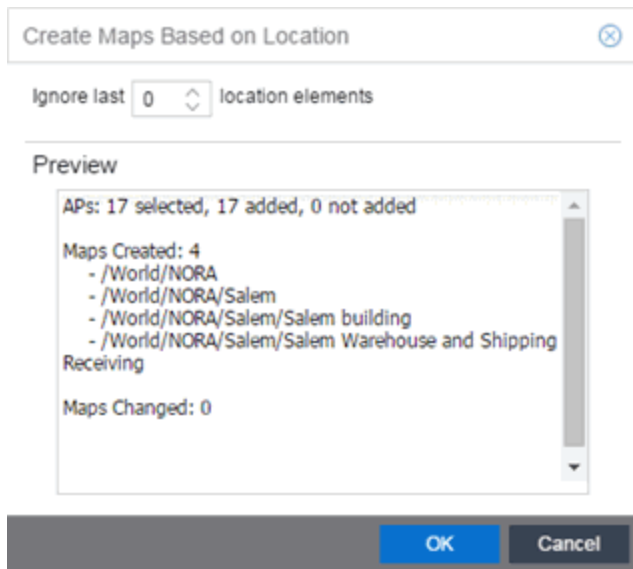 Create Maps Based on Location
Ignore last 0 location elements
Preview
APs: 17 selected, 17 added, 0 not added
Maps Created: 4
- /World/NORA
- /World/NORA/Salem
- /World/NORA/Salem/Salem building
- /World/NORA/Salem/Salem Warehouse and Shipping
Receiving
Maps Changed: 0
OK Cancel